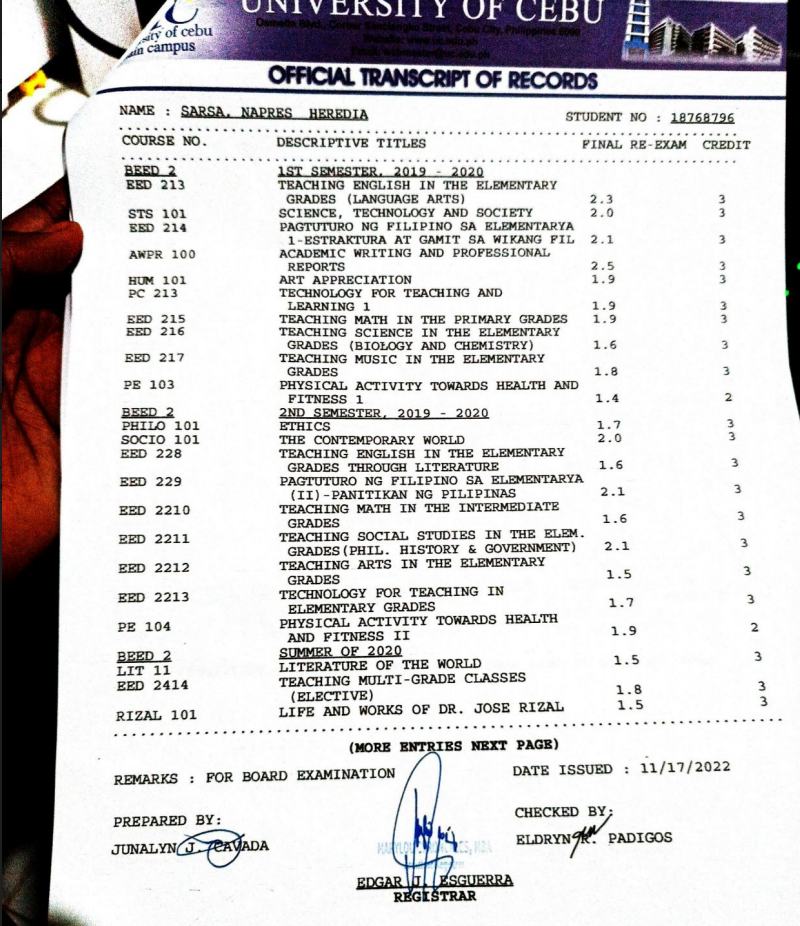 UNIVERSITY OF CEBU
Osmeña Blvd., Corner Sanciangko Street, Cebu City, Philippines 6000
sity of cebu
in campus
OFFICIAL TRANSCRIPT OF RECORDS
NAME : SARSA, NAPRES HEREDIA STUDENT NO : 18768796
COURSE NO. DESCRIPTIVE TITLES FINAL RE-EXAM CREDIT
BEED 2 1ST SEMESTER, 2019 - 2020
EED 213 TEACHING ENGLISH IN THE ELEMENTARY
GRADES (LANGUAGE ARTS) 2.3 3
STS 101 SCIENCE, TECHNOLOGY AND SOCIETY 2.0 3
EED 214 PAGTUTURO NG FILIPINO SA ELEMENTARYA
1-ESTRAKTURA AT GAMIT SA WIKANG FIL 2.1 3
AWPR 100 ACADEMIC WRITING AND PROFESSIONAL
REPORTS 2.5 3
HUM 101 ART APPRECIATION 1.9 3
PC 213 TECHNOLOGY FOR TEACHING AND
LEARNING 1 1.9 3
EED 215 TEACHING MATH IN THE PRIMARY GRADES 1.9 3
EED 216 TEACHING SCIENCE IN THE ELEMENTARY
GRADES (BIOLOGY AND CHEMISTRY) 1.6 3
EED 217 TEACHING MUSIC IN THE ELEMENTARY
GRADES 1.8 3
PE 103 PHYSICAL ACTIVITY TOWARDS HEALTH AND
FITNESS 1 1.4 2
BEED 2 2ND SEMESTER, 2019 - 2020
PHILO 101 ETHICS 1.7 3
SOCIO 101 THE CONTEMPORARY WORLD 2.0 3
EED 228 TEACHING ENGLISH IN THE ELEMENTARY
GRADES THROUGH LITERATURE 1.6 3
EED 229 PAGTUTURO NG FILIPINO SA ELEMENTARYA
(II)-PANITIKAN NG PILIPINAS 2.1 3
EED 2210 TEACHING MATH IN THE INTERMEDIATE
GRADES 1.6 3
EED 2211 TEACHING SOCIAL STUDIES IN THE ELEM.
GRADES(PHIL. HISTORY & GOVERNMENT) 2.1 3
EED 2212 TEACHING ARTS IN THE ELEMENTARY
GRADES 1.5 3
EED 2213 TECHNOLOGY FOR TEACHING IN
ELEMENTARY GRADES 1.7 3
PE 104 PHYSICAL ACTIVITY TOWARDS HEALTH
AND FITNESS II 1.9 2
BEED 2 SUMMER OF 2020
LIT 11 LITERATURE OF THE WORLD 1.5 3
EED 2414 TEACHING MULTI-GRADE CLASSES
(ELECTIVE) 1.8 3
RIZAL 101 LIFE AND WORKS OF DR. JOSE RIZAL 1.5 3
(MORE ENTRIES NEXT PAGE)
REMARKS : FOR BOARD EXAMINATION DATE ISSUED : 11/17/2022
PREPARED BY: CHECKED BY:
JUNALYN J. CAVADA ELDRYN R. PADIGOS
EDGAR J. ESGUERRA
REGISTRAR